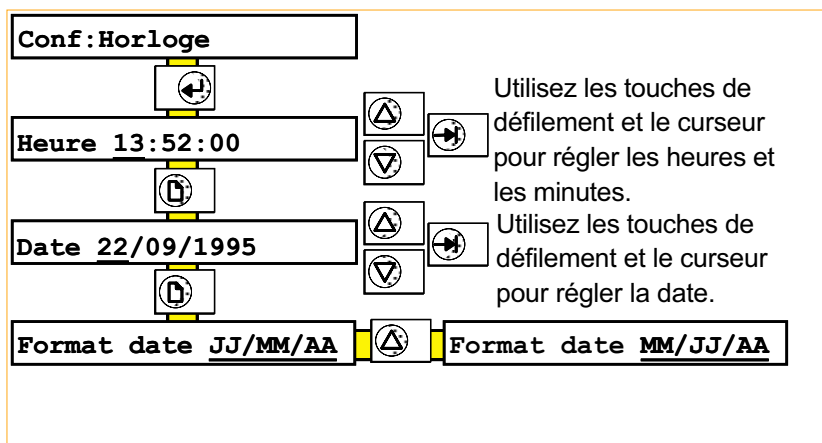 Conf:Horloge
Utilisez les touches de
défilement et le curseur
pour régler les heures et
les minutes.
Heure 13:52:00
Utilisez les touches de
défilement et le curseur
pour régler la date.
Date 22/09/1995
Format date JJ/MM/AA
Format date MM/JJ/AA